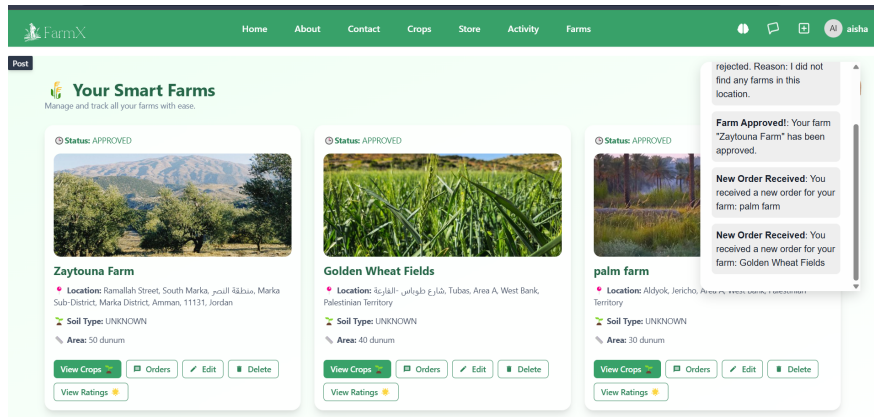 FarmX
Home About Contact Crops Store Activity Farms
AI aisha
Post
Your Smart Farms
Manage and track all your farms with ease.
rejected. Reason: I did not
find any farms in this
location.
Farm Approved!: Your farm
"Zaytouna Farm" has been
approved.
New Order Received: You
received a new order for your
farm: palm farm
New Order Received: You
received a new order for your
farm: Golden Wheat Fields
Status: APPROVED
Zaytouna Farm
Location: Ramallah Street, South Marka, منطقة النصر, Marka
Sub-District, Marka District, Amman, 11131, Jordan
Soil Type: UNKNOWN
Area: 50 dunum
View Crops Orders Edit Delete
View Ratings
Status: APPROVED
Golden Wheat Fields
Location: شارع طوباس -الفارعة, Tubas, Area A, West Bank,
Palestinian Territory
Soil Type: UNKNOWN
Area: 40 dunum
View Crops Orders Edit Delete
View Ratings
Status: APPROVED
palm farm
Location: Aldyok, Jericho, Area A, West Bank, Palestinian
Territory
Soil Type: UNKNOWN
Area: 30 dunum
View Crops Orders Edit Delete
View Ratings